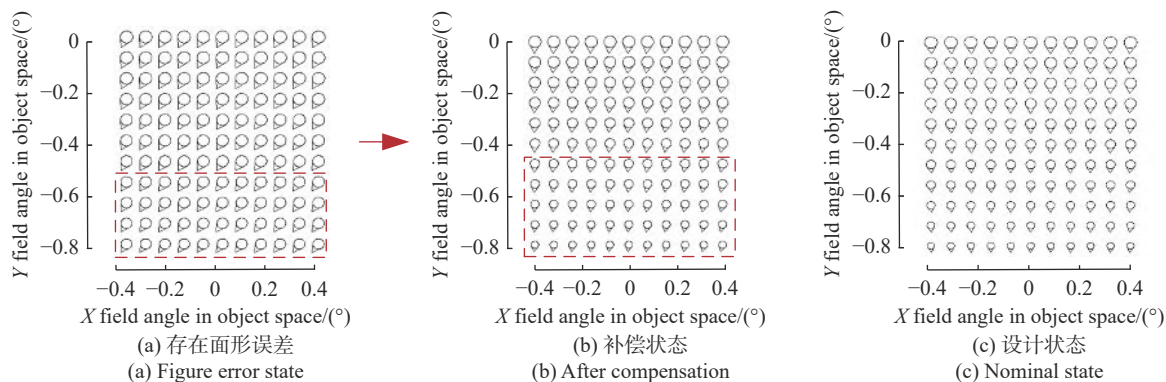 0
−0.2
−0.4
−0.6
−0.8
Y field angle in object space/(°)
−0.4
−0.2
0
0.2
0.4
X field angle in object space/(°)
(a) 存在面形误差
(a) Figure error state
0
−0.2
−0.4
−0.6
−0.8
Y field angle in object space/(°)
−0.4
−0.2
0
0.2
0.4
X field angle in object space/(°)
(b) 补偿状态
(b) After compensation
0
−0.2
−0.4
−0.6
−0.8
Y field angle in object space/(°)
−0.4
−0.2
0
0.2
0.4
X field angle in object space/(°)
(c) 设计状态
(c) Nominal state